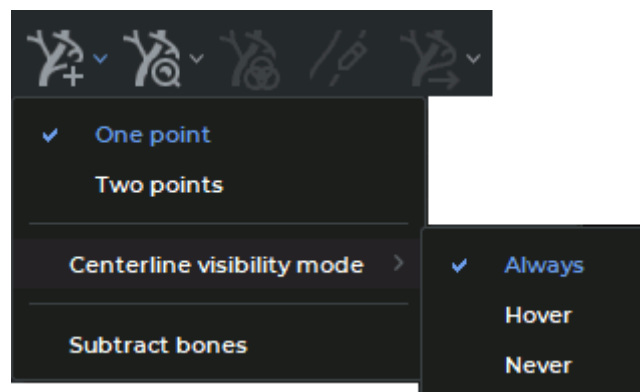 One point
Two points
Centerline visibility mode
Always
Hover
Never
Subtract bones